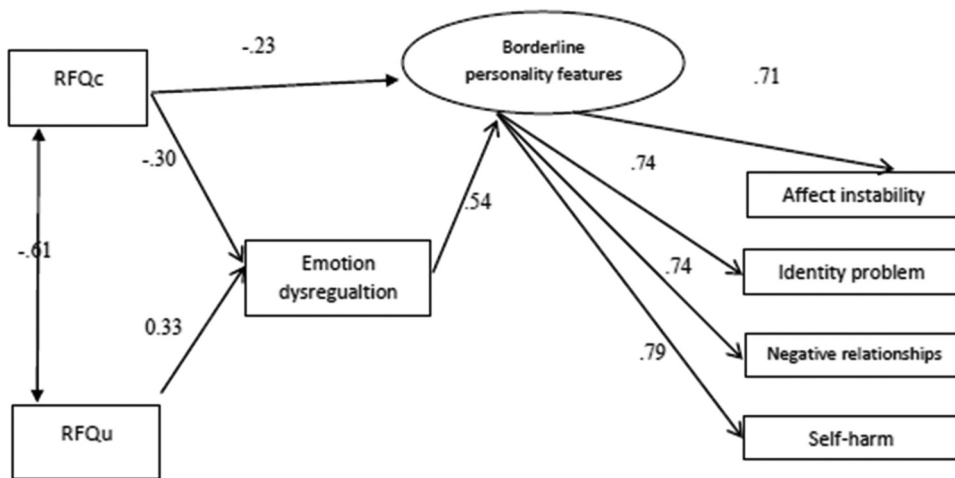 RFQc
-.23
Borderline
personality features
.71
-.30
.74
Affect instability
-.61
.54
Emotion
dysregualtion
.74
Identity problem
0.33
.79
Negative relationships
RFQu
Self-harm